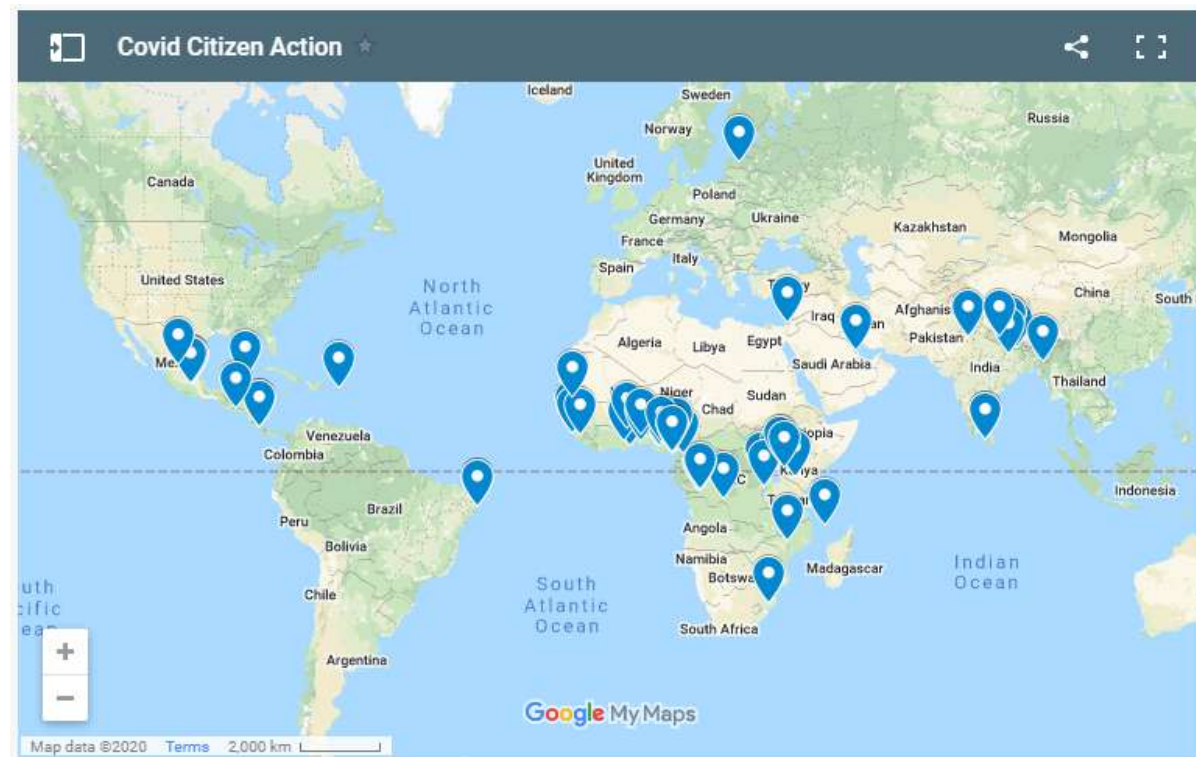 Covid Citizen Action
Iceland
Sweden
Norway
Russia
United
Kingdom
Canada
Poland
Germany
Ukraine
Kazakhstan
Mongolia
France
Italy
Spain
United States
North
Atlantic
Ocean
China
South
Iraq
Afghanis
Pakistan
Algeria
Libya
Egypt
Saudi Arabia
India
Thailand
Niger
Chad
Sudan
Venezuela
Colombia
Indonesia
Brazil
Peru
Bolivia
Angola
Namibia
Botswa
Madagascar
Indian
Ocean
South
Atlantic
Ocean
Chile
South Africa
Argentina
+
−
Google My Maps
Map data ©2020 Terms 2,000 km